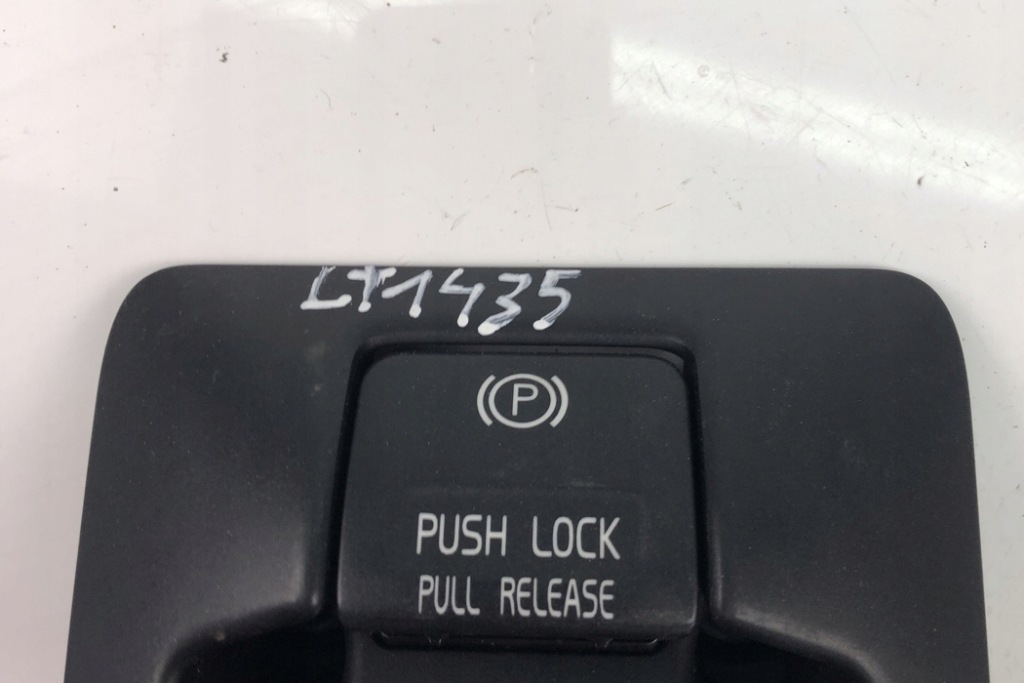 LT1435
P
PUSH LOCK
PULL RELEASE